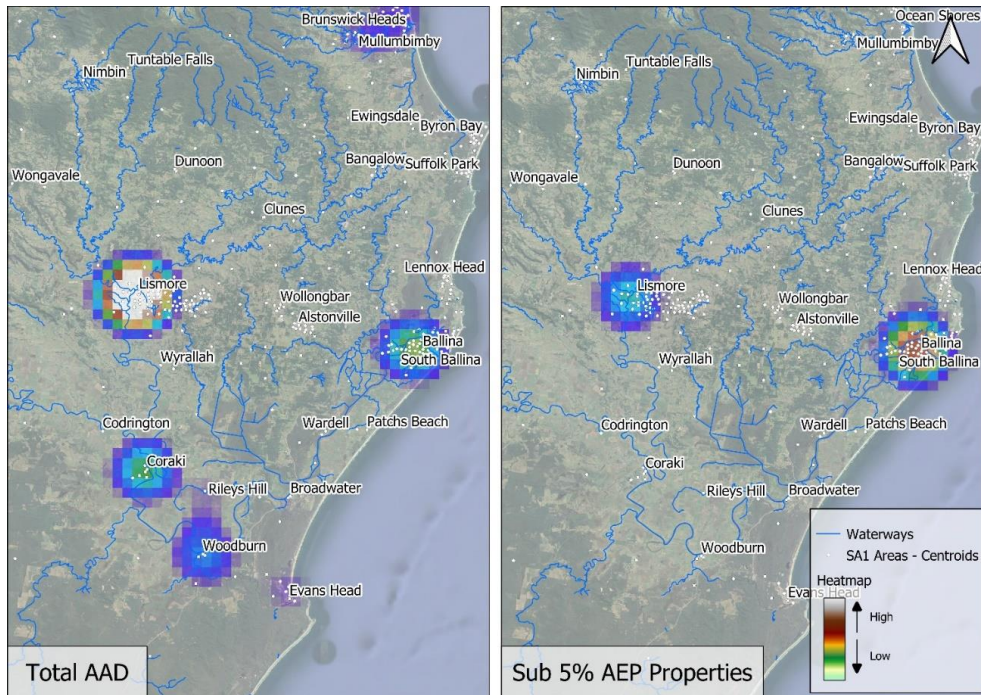 Brunswick Heads
Mullumbimby
Tuntable Falls
Nimbin
Ewingsdale
Byron Bay
Dunoon
Bangalow
Suffolk Park
Wongavale
Clunes
Lennox Head
Lismore
Wollongbar
Alstonville
Ballina
South Ballina
Wyrallah
Wardell
Patchs Beach
Codrington
Coraki
Rileys Hill
Broadwater
Woodburn
Evans Head
Total AAD
Ocean Shores
Mullumbimby
Tuntable Falls
Nimbin
Ewingsdale
Byron Bay
Dunoon
Bangalow
Suffolk Park
Wongavale
Clunes
Lennox Head
Lismore
Wollongbar
Alstonville
Ballina
South Ballina
Wyrallah
Wardell
Patchs Beach
Codrington
Coraki
Rileys Hill
Broadwater
Woodburn
Evans Head
Waterways
SA1 Areas - Centroids
Heatmap
High
Low
Sub 5% AEP Properties